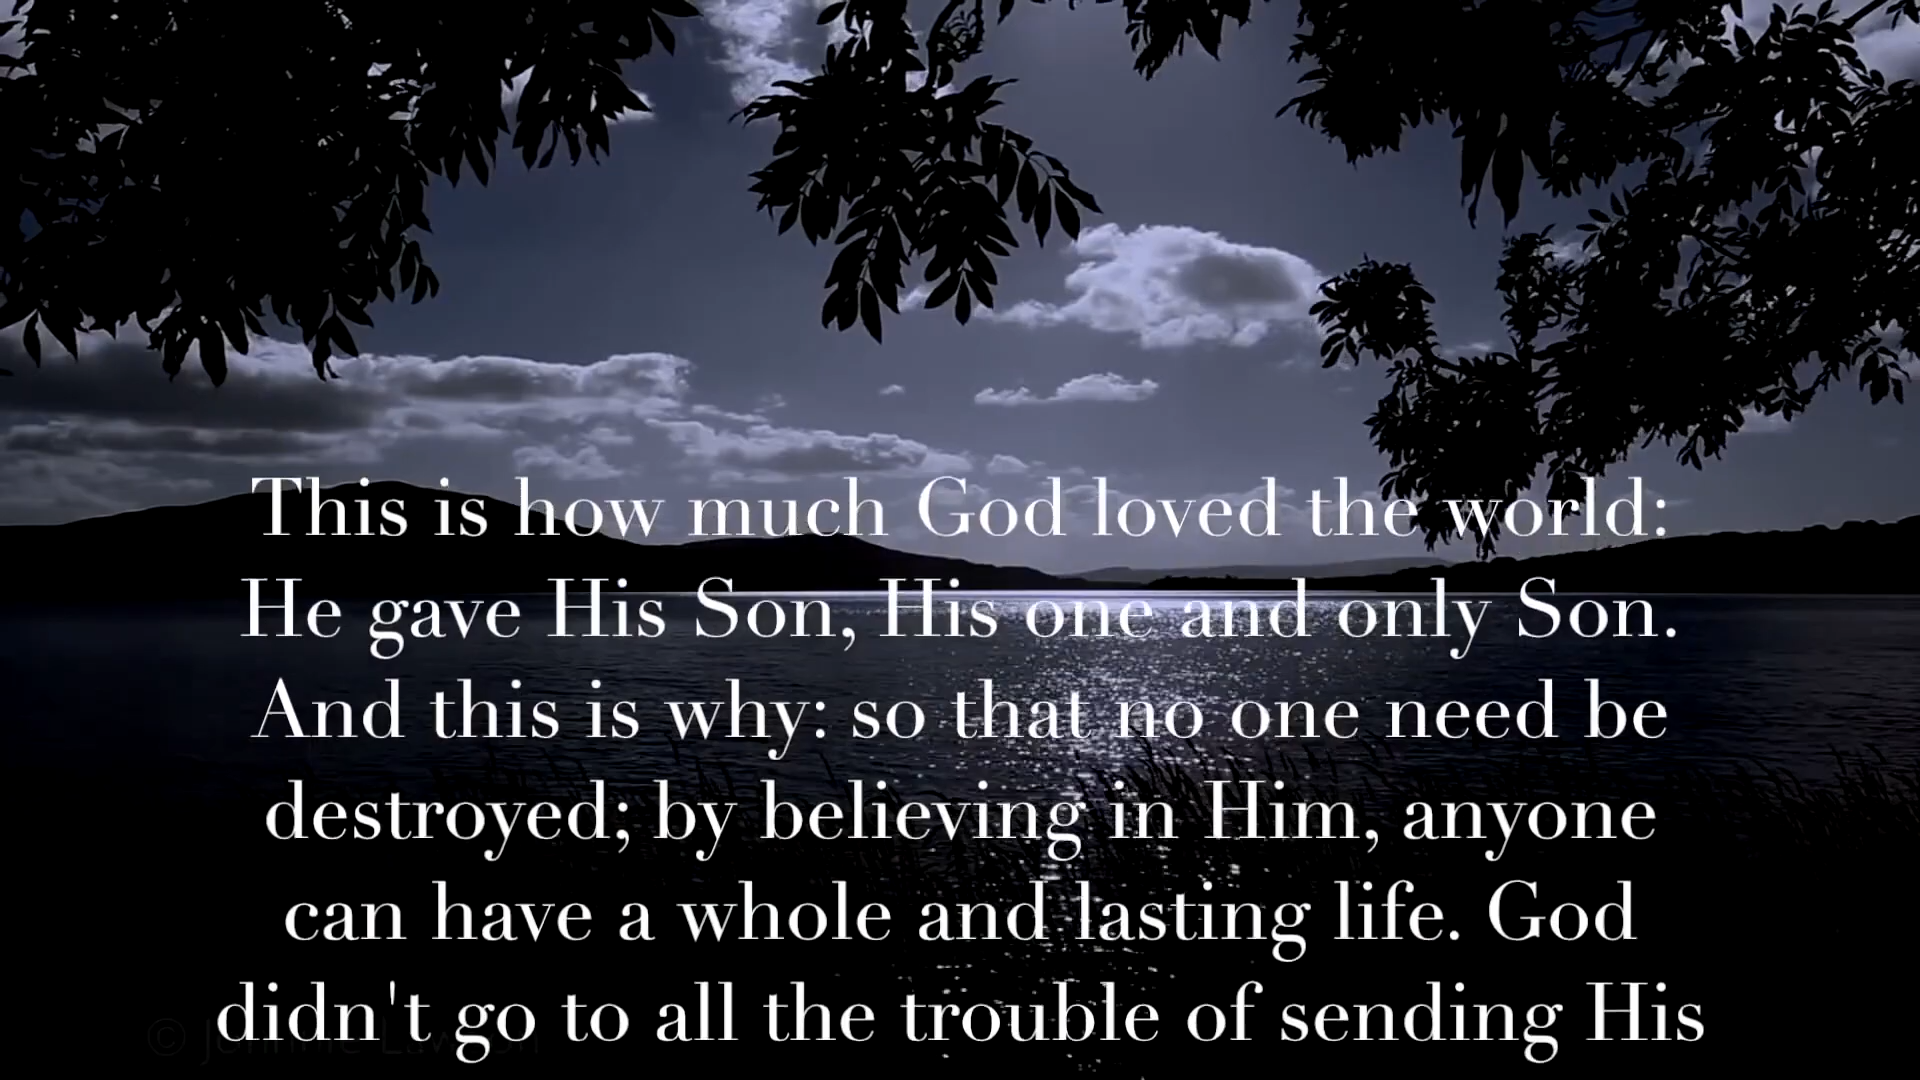 This is how much God loved the world:
He gave His Son, His one and only Son.
And this is why: so that no one need be
destroyed; by believing in Him, anyone
can have a whole and lasting life. God
didn't go to all the trouble of sending His